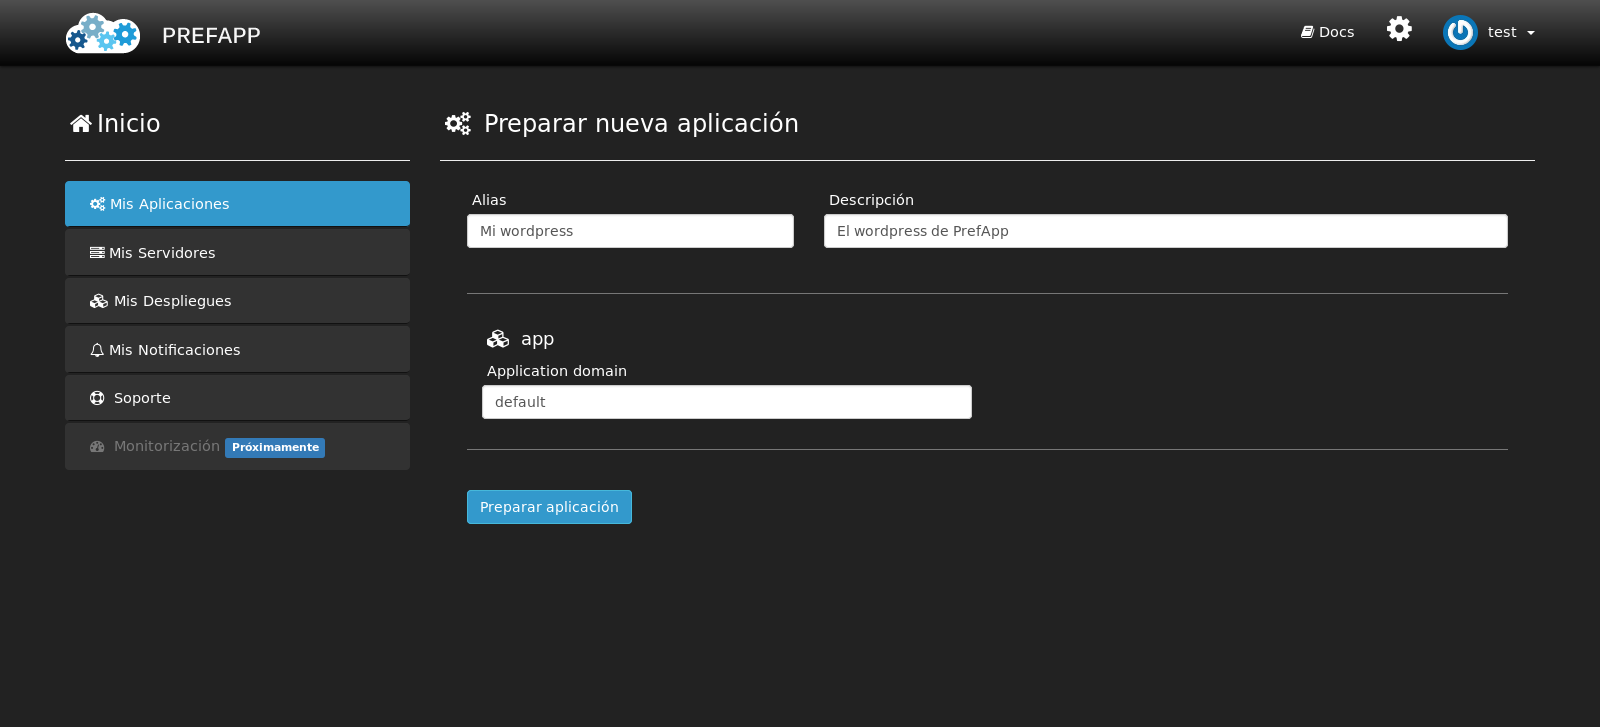 PREFAPP
Docs
test
Inicio
Mis Aplicaciones
Mis Servidores
Mis Despliegues
Mis Notificaciones
Soporte
Monitorización Próximamente
Preparar nueva aplicación
Alias
Descripción
Mi wordpress
El wordpress de PrefApp
app
Application domain
default
Preparar aplicación